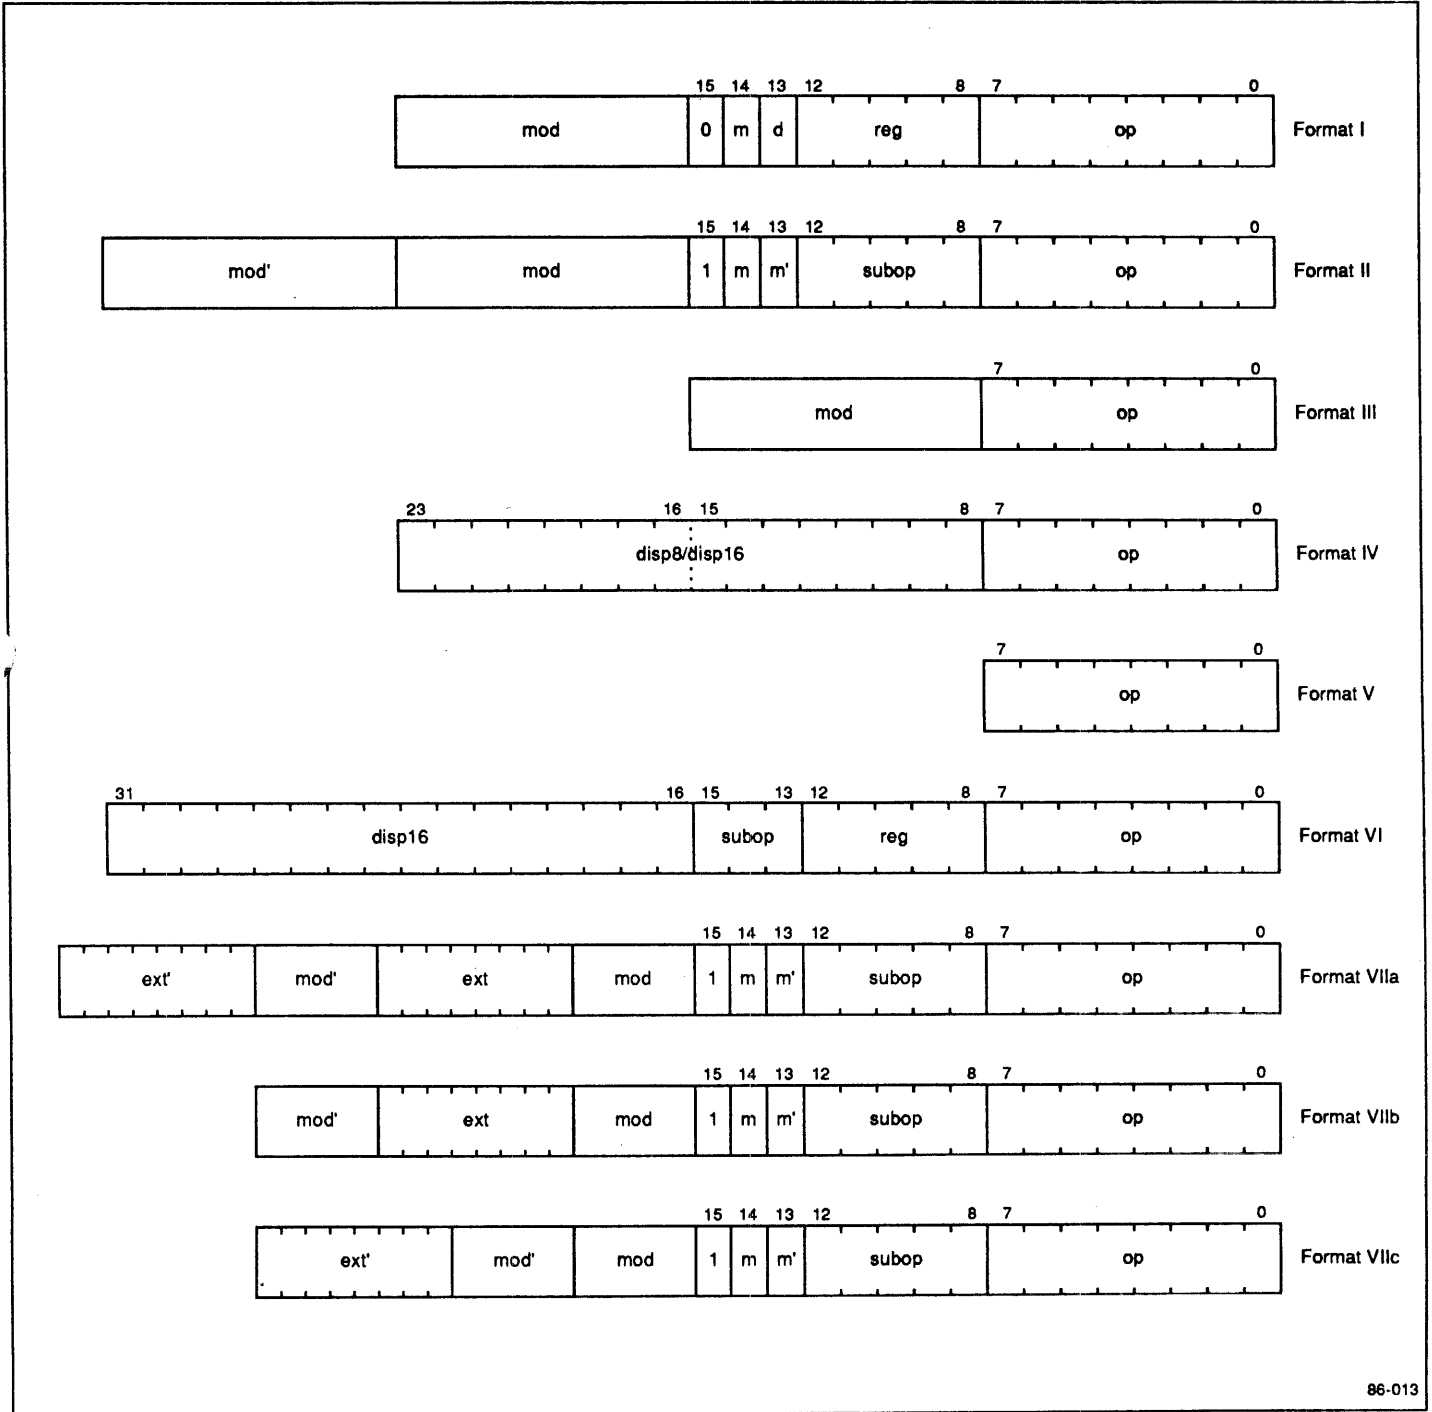 15 14 13 12 8 7 0
mod 0 m d reg op Format I
15 14 13 12 8 7 0
mod' mod 1 m m' subop op Format II
7 0
mod op Format III
23 16 15 8 7 0
disp8/disp16 op Format IV
7 0
op Format V
31 16 15 13 12 8 7 0
disp16 subop reg op Format VI
15 14 13 12 8 7 0
ext' mod' ext mod 1 m m' subop op Format VIIa
15 14 13 12 8 7 0
mod' ext mod 1 m m' subop op Format VIIb
15 14 13 12 8 7 0
ext' mod' mod 1 m m' subop op Format VIIc
86-013